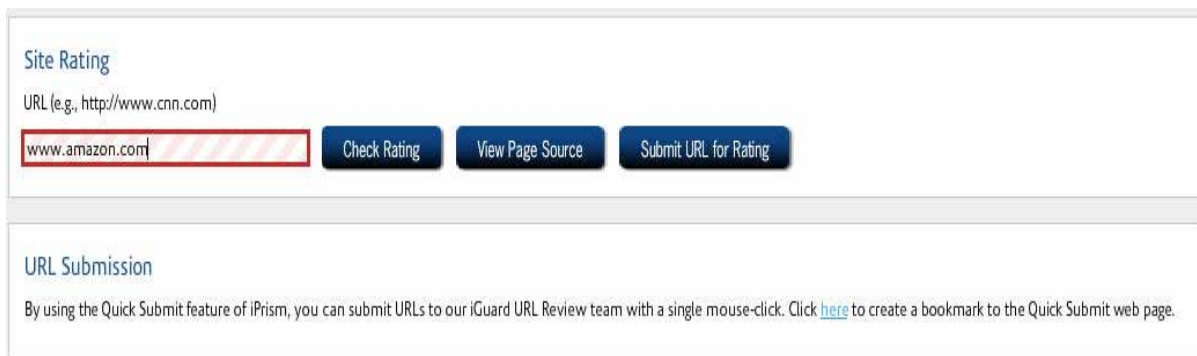 Site Rating
URL (e.g., http://www.cnn.com)
www.amazon.com
Check Rating
View Page Source
Submit URL for Rating
URL Submission
By using the Quick Submit feature of iPrism, you can submit URLs to our iGuard URL Review team with a single mouse-click. Click here to create a bookmark to the Quick Submit web page.